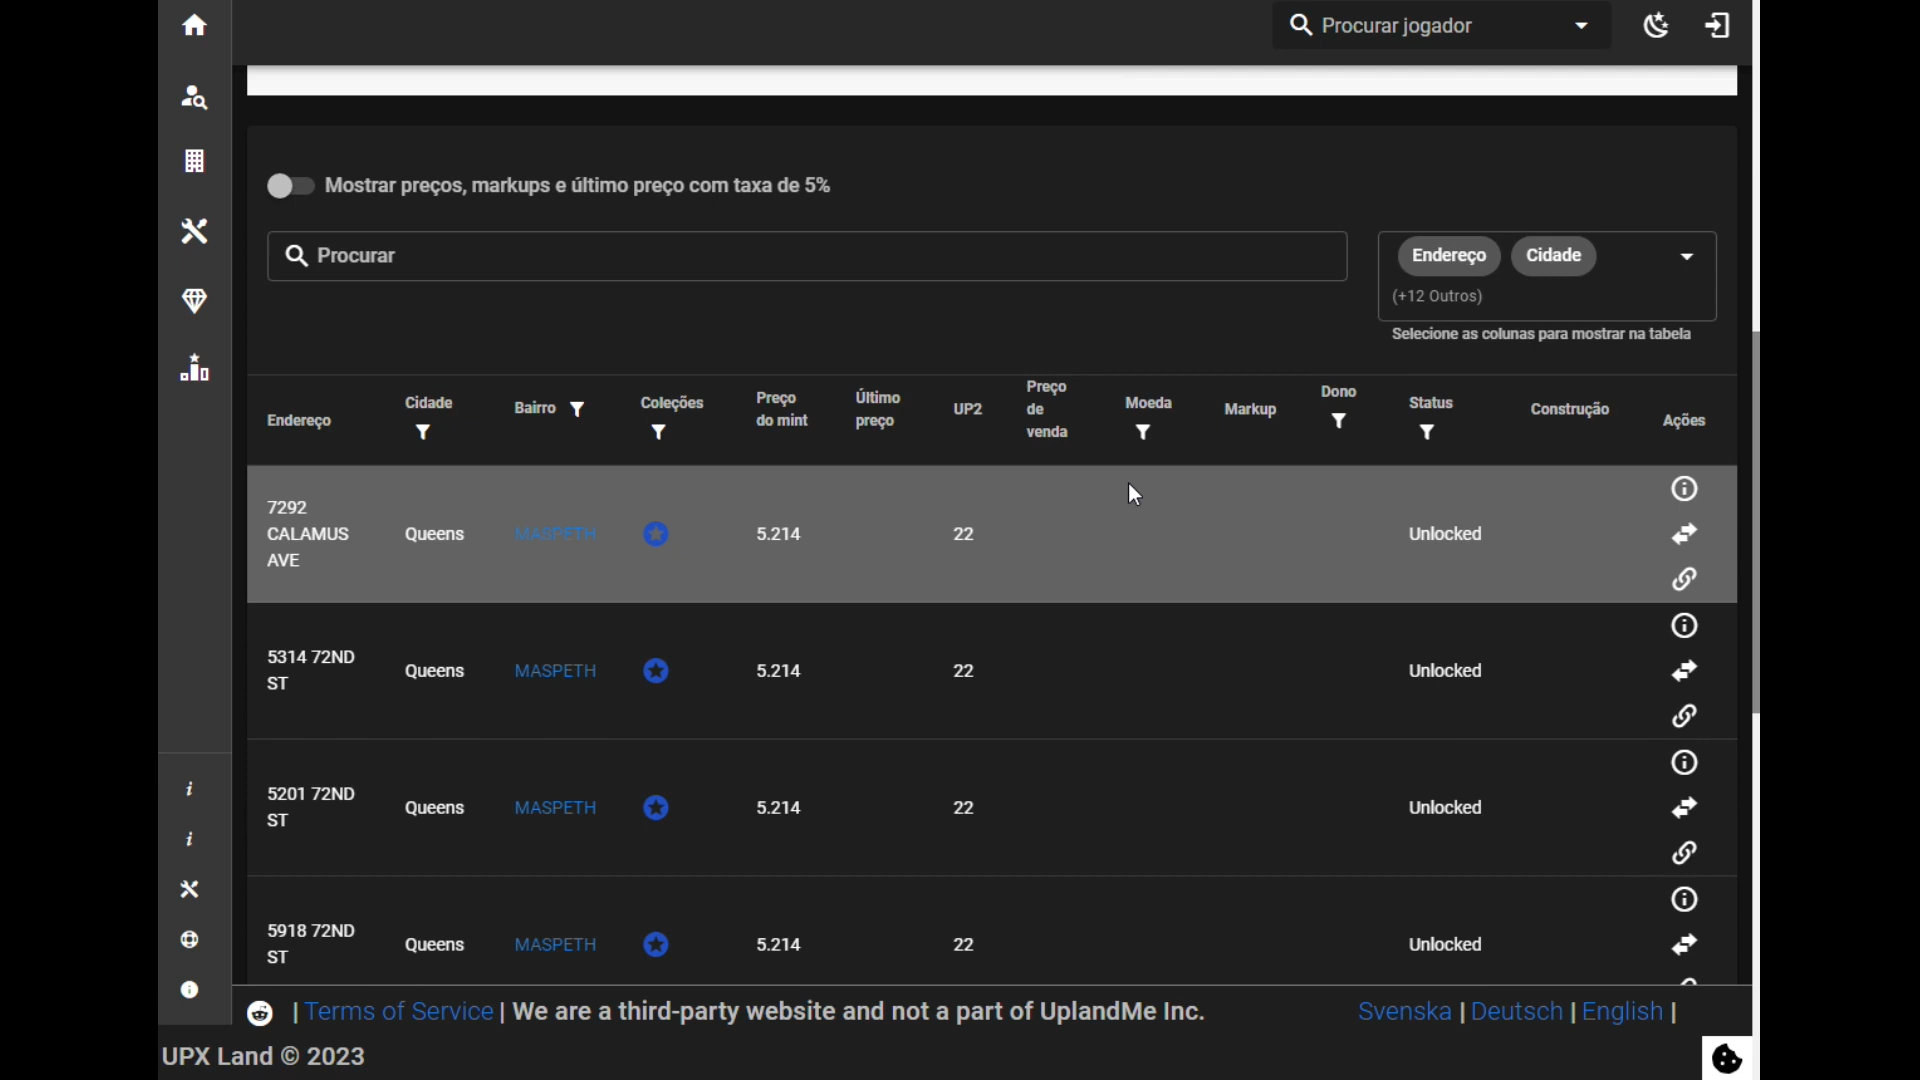 Procurar jogador
Mostrar preços, markups e último preço com taxa de 5%
Procurar
Endereço Cidade
(+12 Outros)
Selecione as colunas para mostrar na tabela
Endereço Cidade Bairro Coleções Preço do mint Último preço UP2 Preço de venda Moeda Markup Dono Status Construção Ações
7292 CALAMUS AVE Queens MASPETH 5.214 22 Unlocked
5314 72ND ST Queens MASPETH 5.214 22 Unlocked
5201 72ND ST Queens MASPETH 5.214 22 Unlocked
5918 72ND ST Queens MASPETH 5.214 22 Unlocked
| Terms of Service | We are a third-party website and not a part of UplandMe Inc. Svenska | Deutsch | English |
UPX Land © 2023